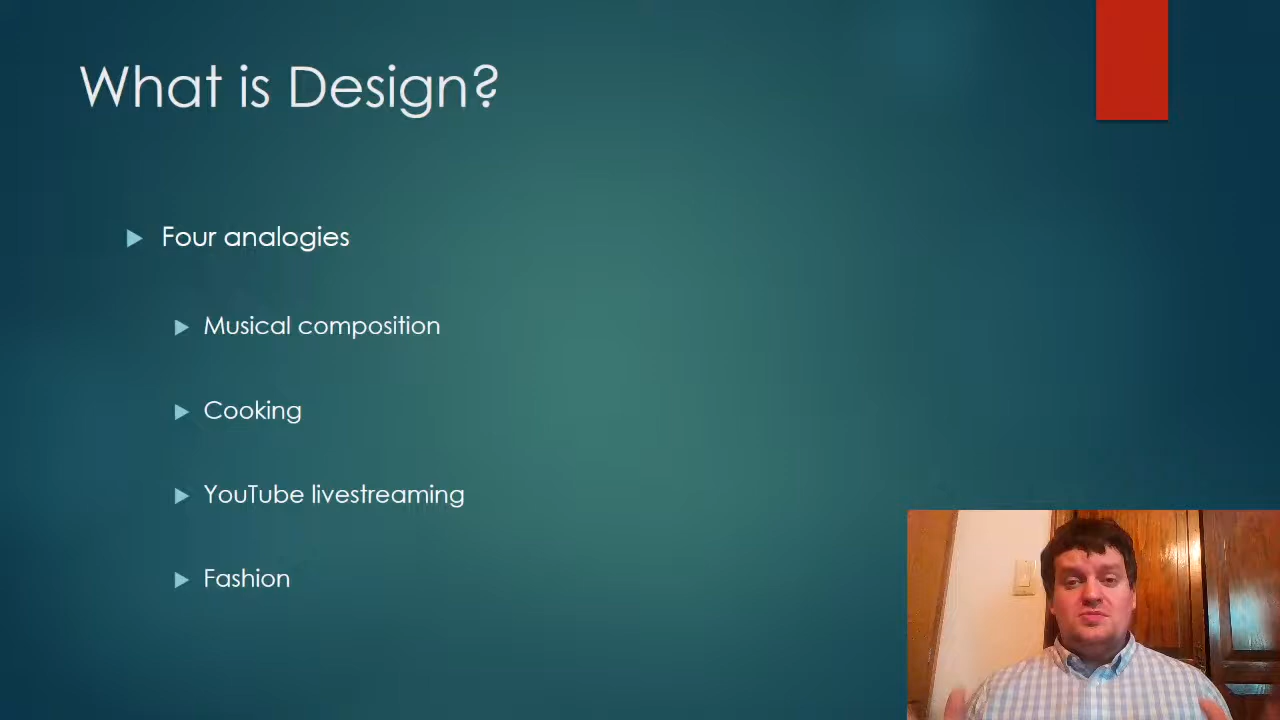 What is Design?
Four analogies
Musical composition
Cooking
YouTube livestreaming
Fashion